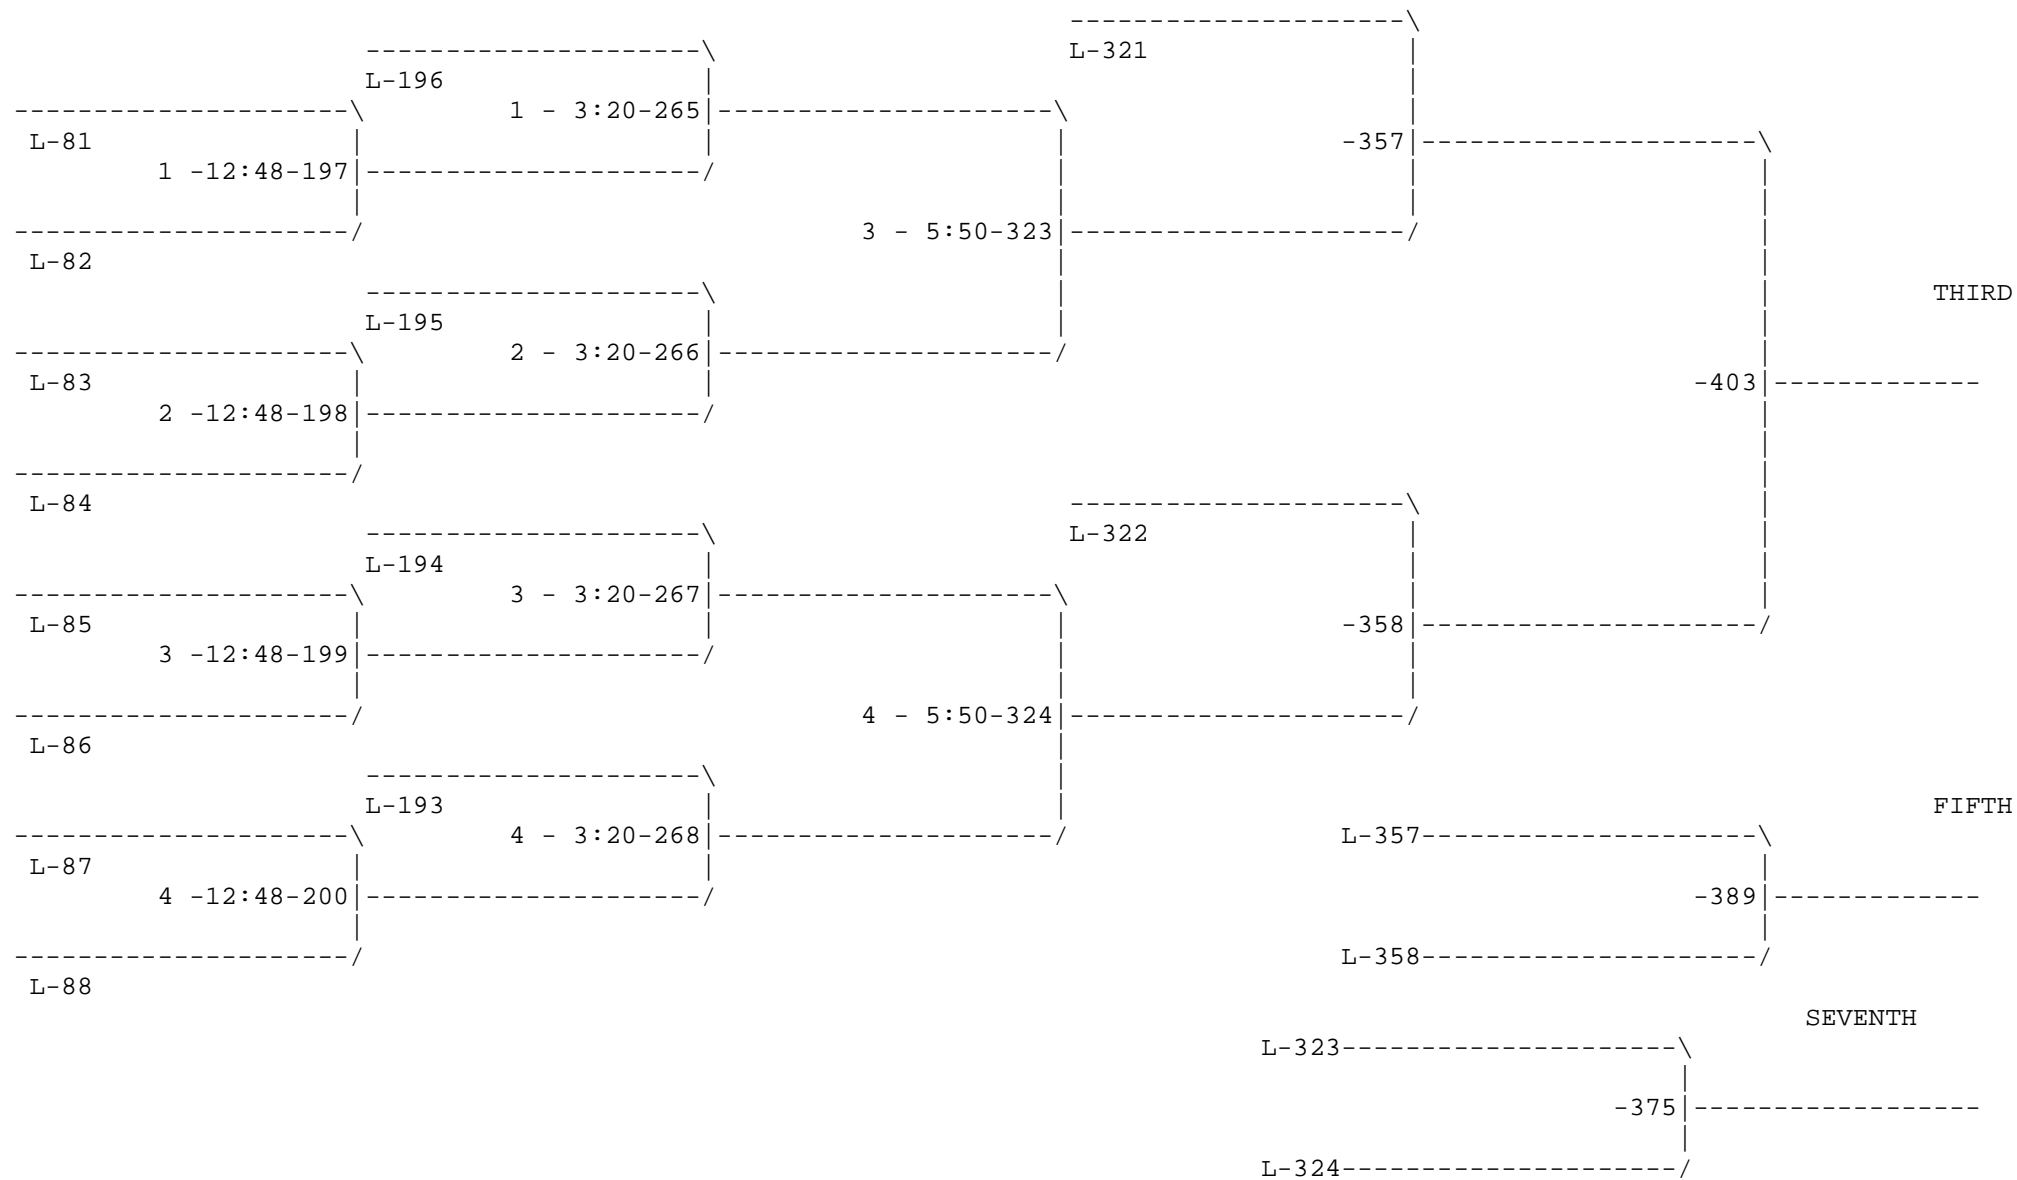 L-321
L-196
1 - 3:20-265
L-81 -357
1 -12:48-197
3 - 5:50-323
L-82
THIRD
L-195
2 - 3:20-266
L-83 -403
2 -12:48-198
L-84
L-322
L-194
3 - 3:20-267
L-85 -358
3 -12:48-199
4 - 5:50-324
L-86
L-193 FIFTH
4 - 3:20-268 L-357
L-87
4 -12:48-200 -389
L-358
L-88
SEVENTH
L-323
-375
L-324